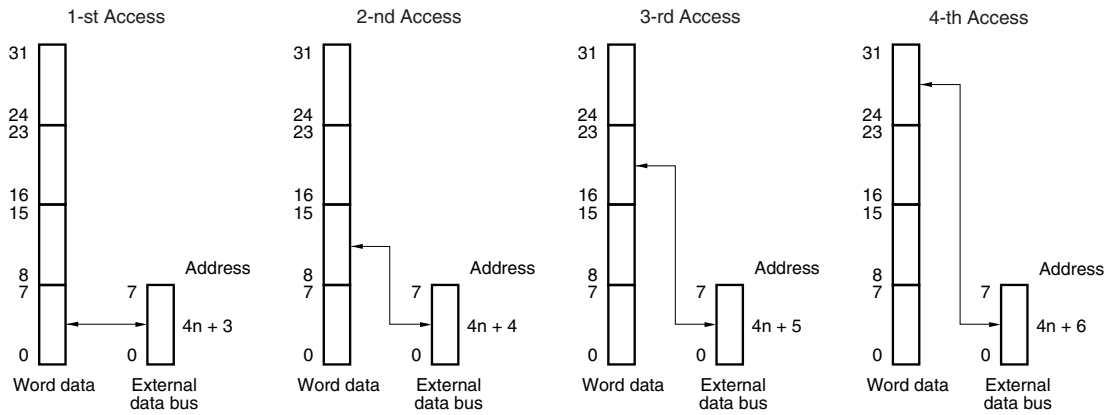 1-st Access
31
24
23
16
15
8
7
0
Word data
7
0
External
data bus
Address
4n + 3
2-nd Access
31
24
23
16
15
8
7
0
Word data
7
0
External
data bus
Address
4n + 4
3-rd Access
31
24
23
16
15
8
7
0
Word data
7
0
External
data bus
Address
4n + 5
4-th Access
31
24
23
16
15
8
7
0
Word data
7
0
External
data bus
Address
4n + 6